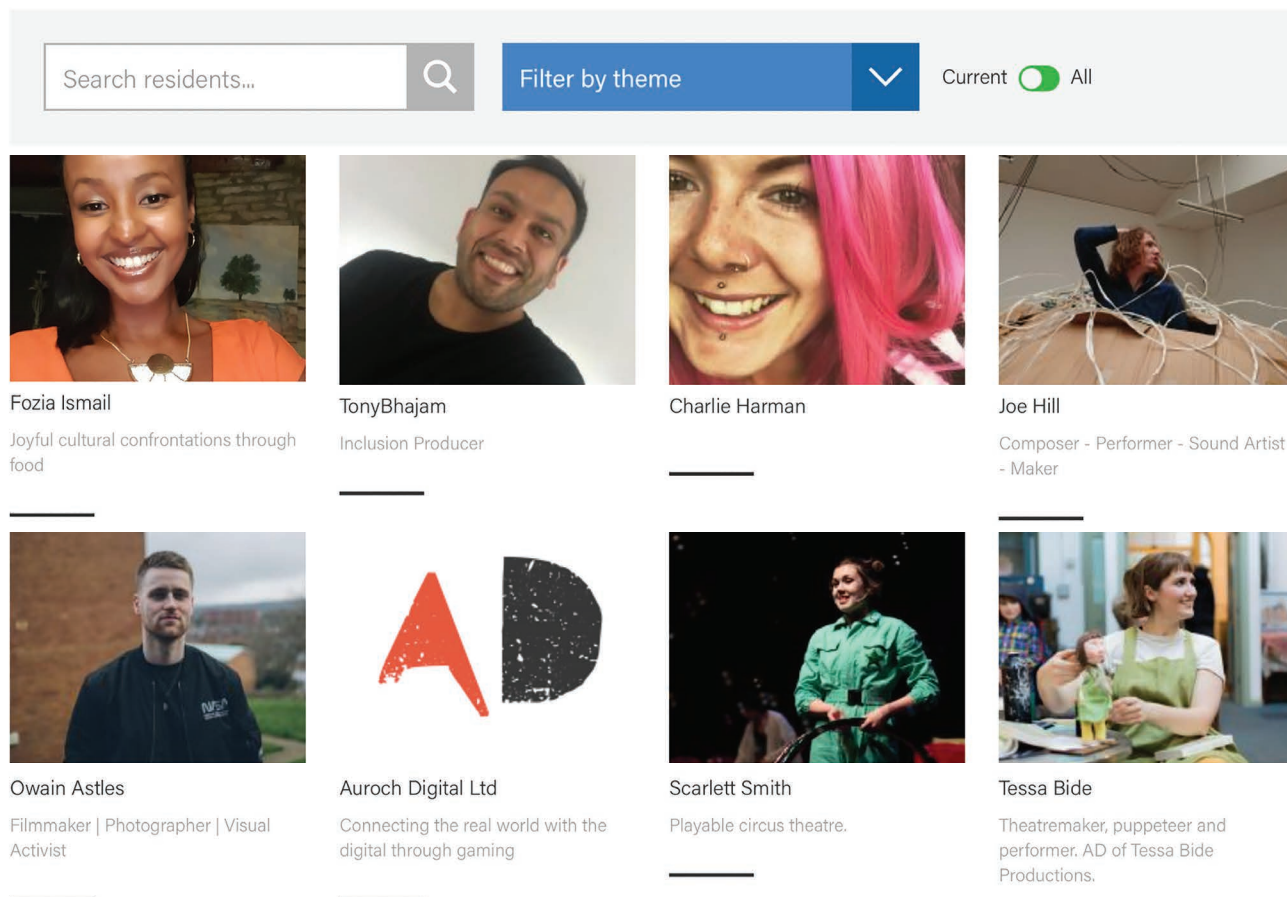 Search residents...
Filter by theme
Current
All
Fozia Ismail
Joyful cultural confrontations through
food
TonyBhajam
Inclusion Producer
Charlie Harman
Joe Hill
Composer - Performer - Sound Artist
- Maker
Owain Astles
Filmmaker | Photographer | Visual
Activist
NASA
AD
Auroch Digital Ltd
Connecting the real world with the
digital through gaming
Scarlett Smith
Playable circus theatre.
Tessa Bide
Theatremaker, puppeteer and
performer. AD of Tessa Bide
Productions.